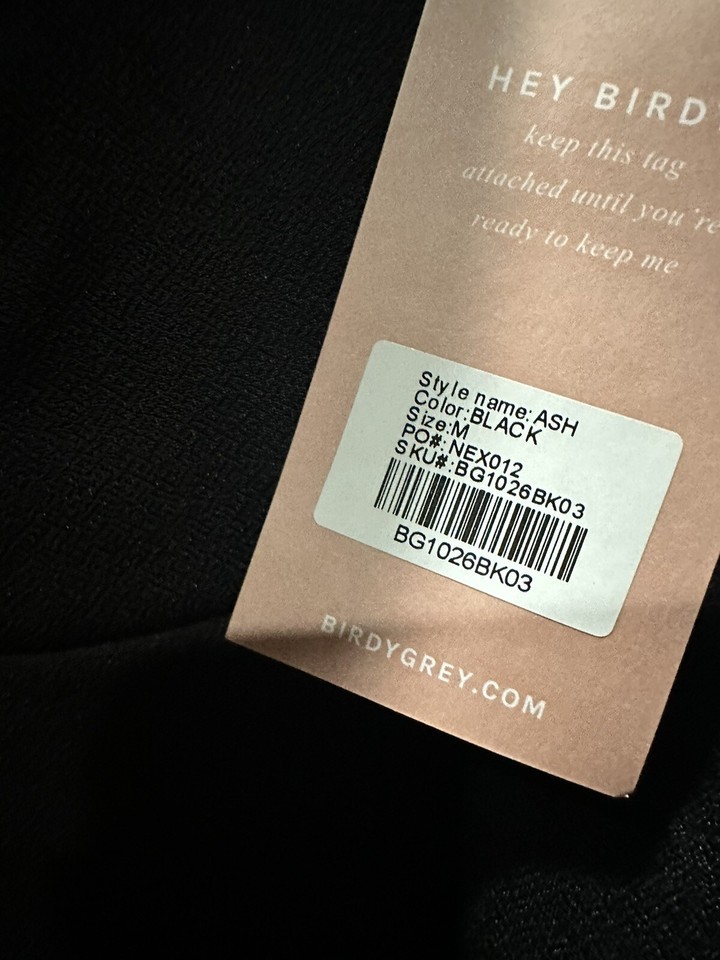 HEY BIRDY
keep this tag
attached until you're
ready to keep me
Style name: ASH
Color:BLACK
Size:M
PO#:NEX012
SKU#:BG1026BK03
BG1026BK03
BIRDYGREY.COM